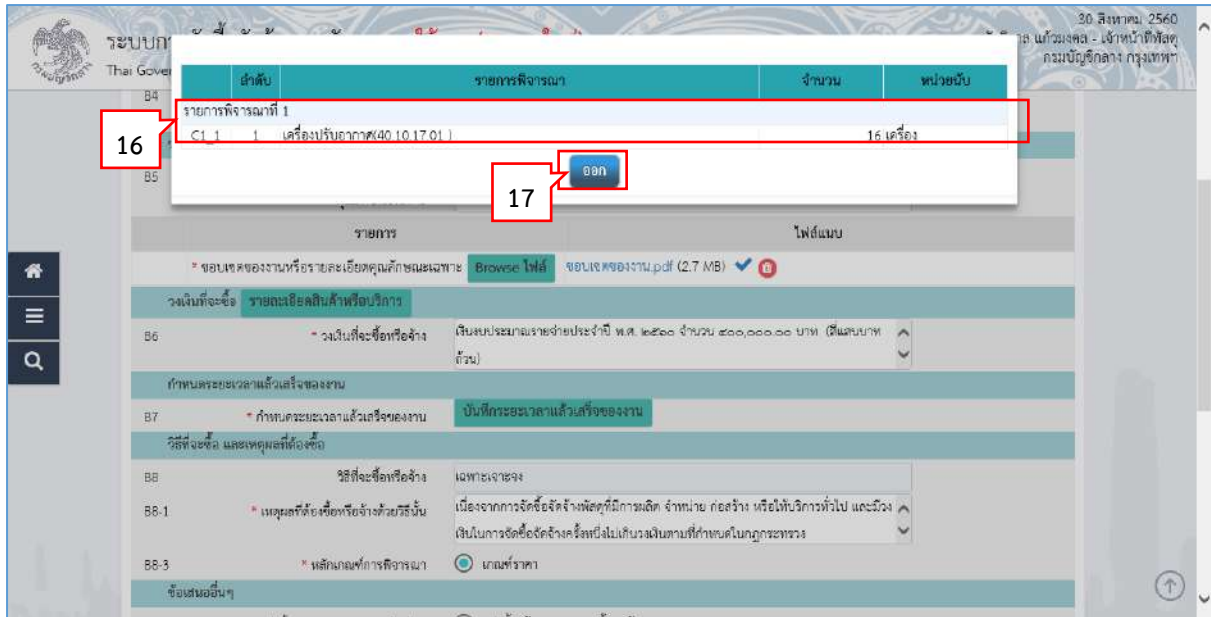 30 สิงหาคม 2560
แก้วมงคล - เจ้าหน้าที่พัสดุ
กรมบัญชีกลาง กรุงเทพฯ
Thai Gover
ลำดับ รายการพิจารณา จำนวน หน่วยนับ
B4
รายการพิจารณาที่ 1
C1_1 1 เครื่องปรับอากาศ(40.10.17.01 ) 16 เครื่อง
16
ออก
17
B5
รายการ ไฟล์แนบ
* ขอบเขตของงานหรือรายละเอียดคุณลักษณะเฉพาะ Browse ไฟล์ ขอบเขตของงาน.pdf (2.7 MB)
วงเงินที่จะซื้อ รายละเอียดสินค้าหรือบริการ
B6 * วงเงินที่จะซื้อหรือจ้าง เงินงบประมาณรายจ่ายประจำปี พ.ศ. ๒๕๖๐ จำนวน ๔๐๐,๐๐๐.๐๐ บาท (สี่แสนบาท
ถ้วน)
กำหนดระยะเวลาแล้วเสร็จของงาน
B7 * กำหนดระยะเวลาแล้วเสร็จของงาน บันทึกระยะเวลาแล้วเสร็จของงาน
วิธีที่จะซื้อ และเหตุผลที่ต้องซื้อ
B8 วิธีที่จะซื้อหรือจ้าง เฉพาะเจาะจง
B8-1 * เหตุผลที่ต้องซื้อหรือจ้างด้วยวิธีนั้น เนื่องจากการจัดซื้อจัดจ้างพัสดุที่มีการผลิต จำหน่าย ก่อสร้าง หรือให้บริการทั่วไป และมีวง
เงินในการจัดซื้อจัดจ้างครั้งหนึ่งไม่เกินวงเงินตามที่กำหนดในกฎกระทรวง
B8-3 * หลักเกณฑ์การพิจารณา เกณฑ์ราคา
ข้อเสนออื่นๆ